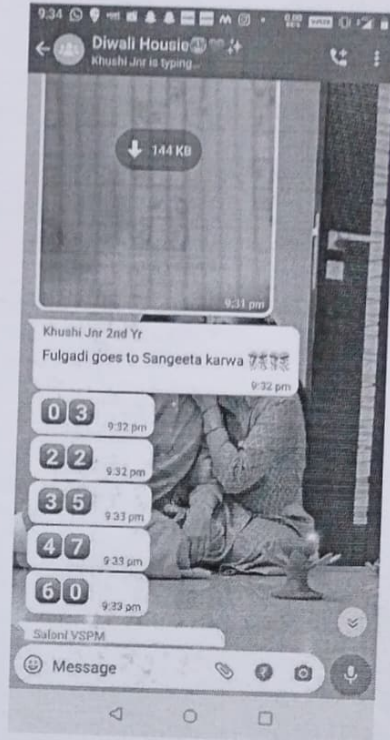 9:34
Diwali Housie
Khushi Jnr is typing...
144 KB
9:31 pm
Khushi Jnr 2nd Yr
Fulgadi goes to Sangeeta karwa
9:32 pm
03
9:32 pm
22
9:32 pm
35
9:33 pm
47
9:33 pm
60
9:33 pm
Saloni VSPM
Message